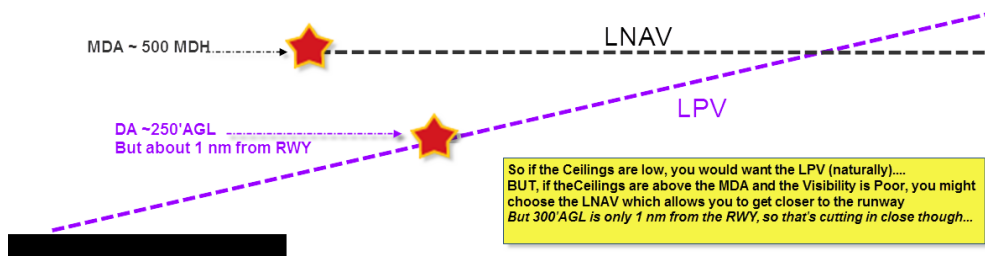 LNAV
MDA ~ 500 MDH
LPV
DA ~250'AGL
But about 1 nm from RWY
So if the Ceilings are low, you would want the LPV (naturally)....
BUT, if theCeilings are above the MDA and the Visibility is Poor, you might
choose the LNAV which allows you to get closer to the runway
But 300'AGL is only 1 nm from the RWY, so that's cutting in close though...